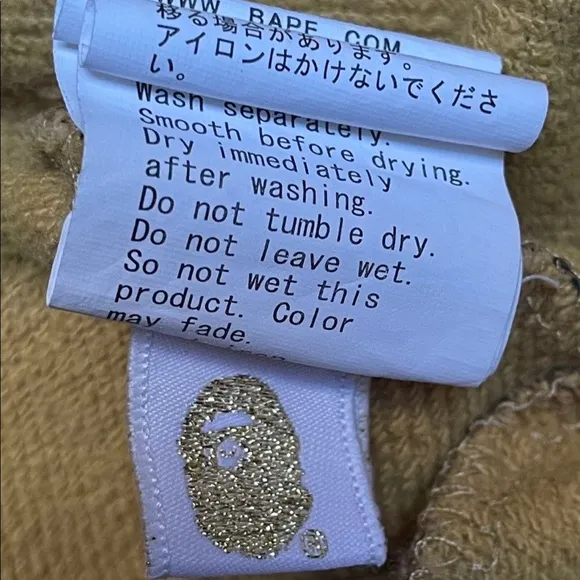 WWW. BAPE. COM
移る場合があります。
アイロンはかけないでくださ
い。
Wash separately.
Smooth before drying.
Dry immediately
after washing.
Do not tumble dry.
Do not leave wet.
So not wet this
product. Color
may fade.